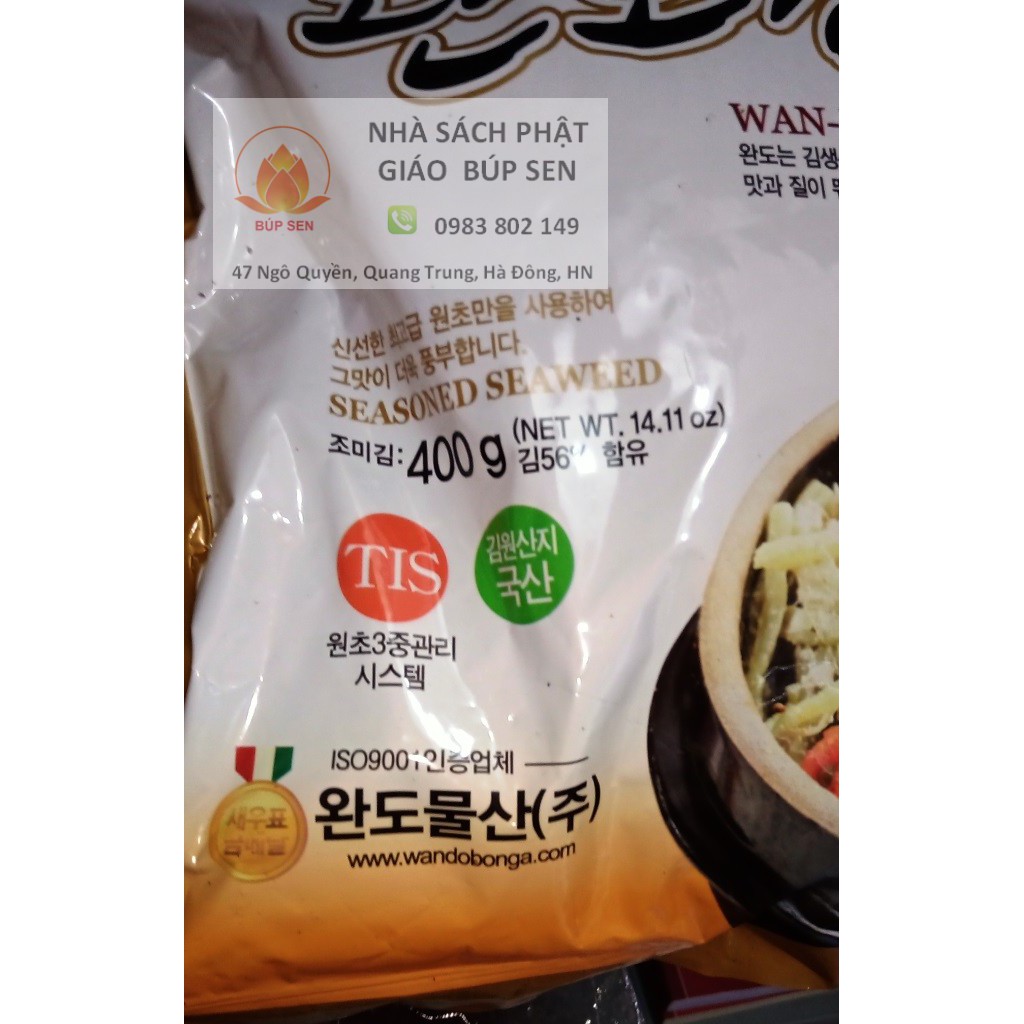 WAN-
완도는 김생
맛과 질이
NHÀ SÁCH PHẬT
GIÁO BÚP SEN
0983 802 149
BÚP SEN
47 Ngô Quyền, Quang Trung, Hà Đông, HN
신선한 최고급 원초만을 사용하여
그맛이 더욱 풍부합니다.
SEASONED SEAWEED
조미김: 400g (NET WT. 14.11 oz)
김56% 함유
TIS
김원산지
국산
원초3중관리
시스템
ISO9001인증업체
새우표
완도물산(주)
www.wandobonga.com